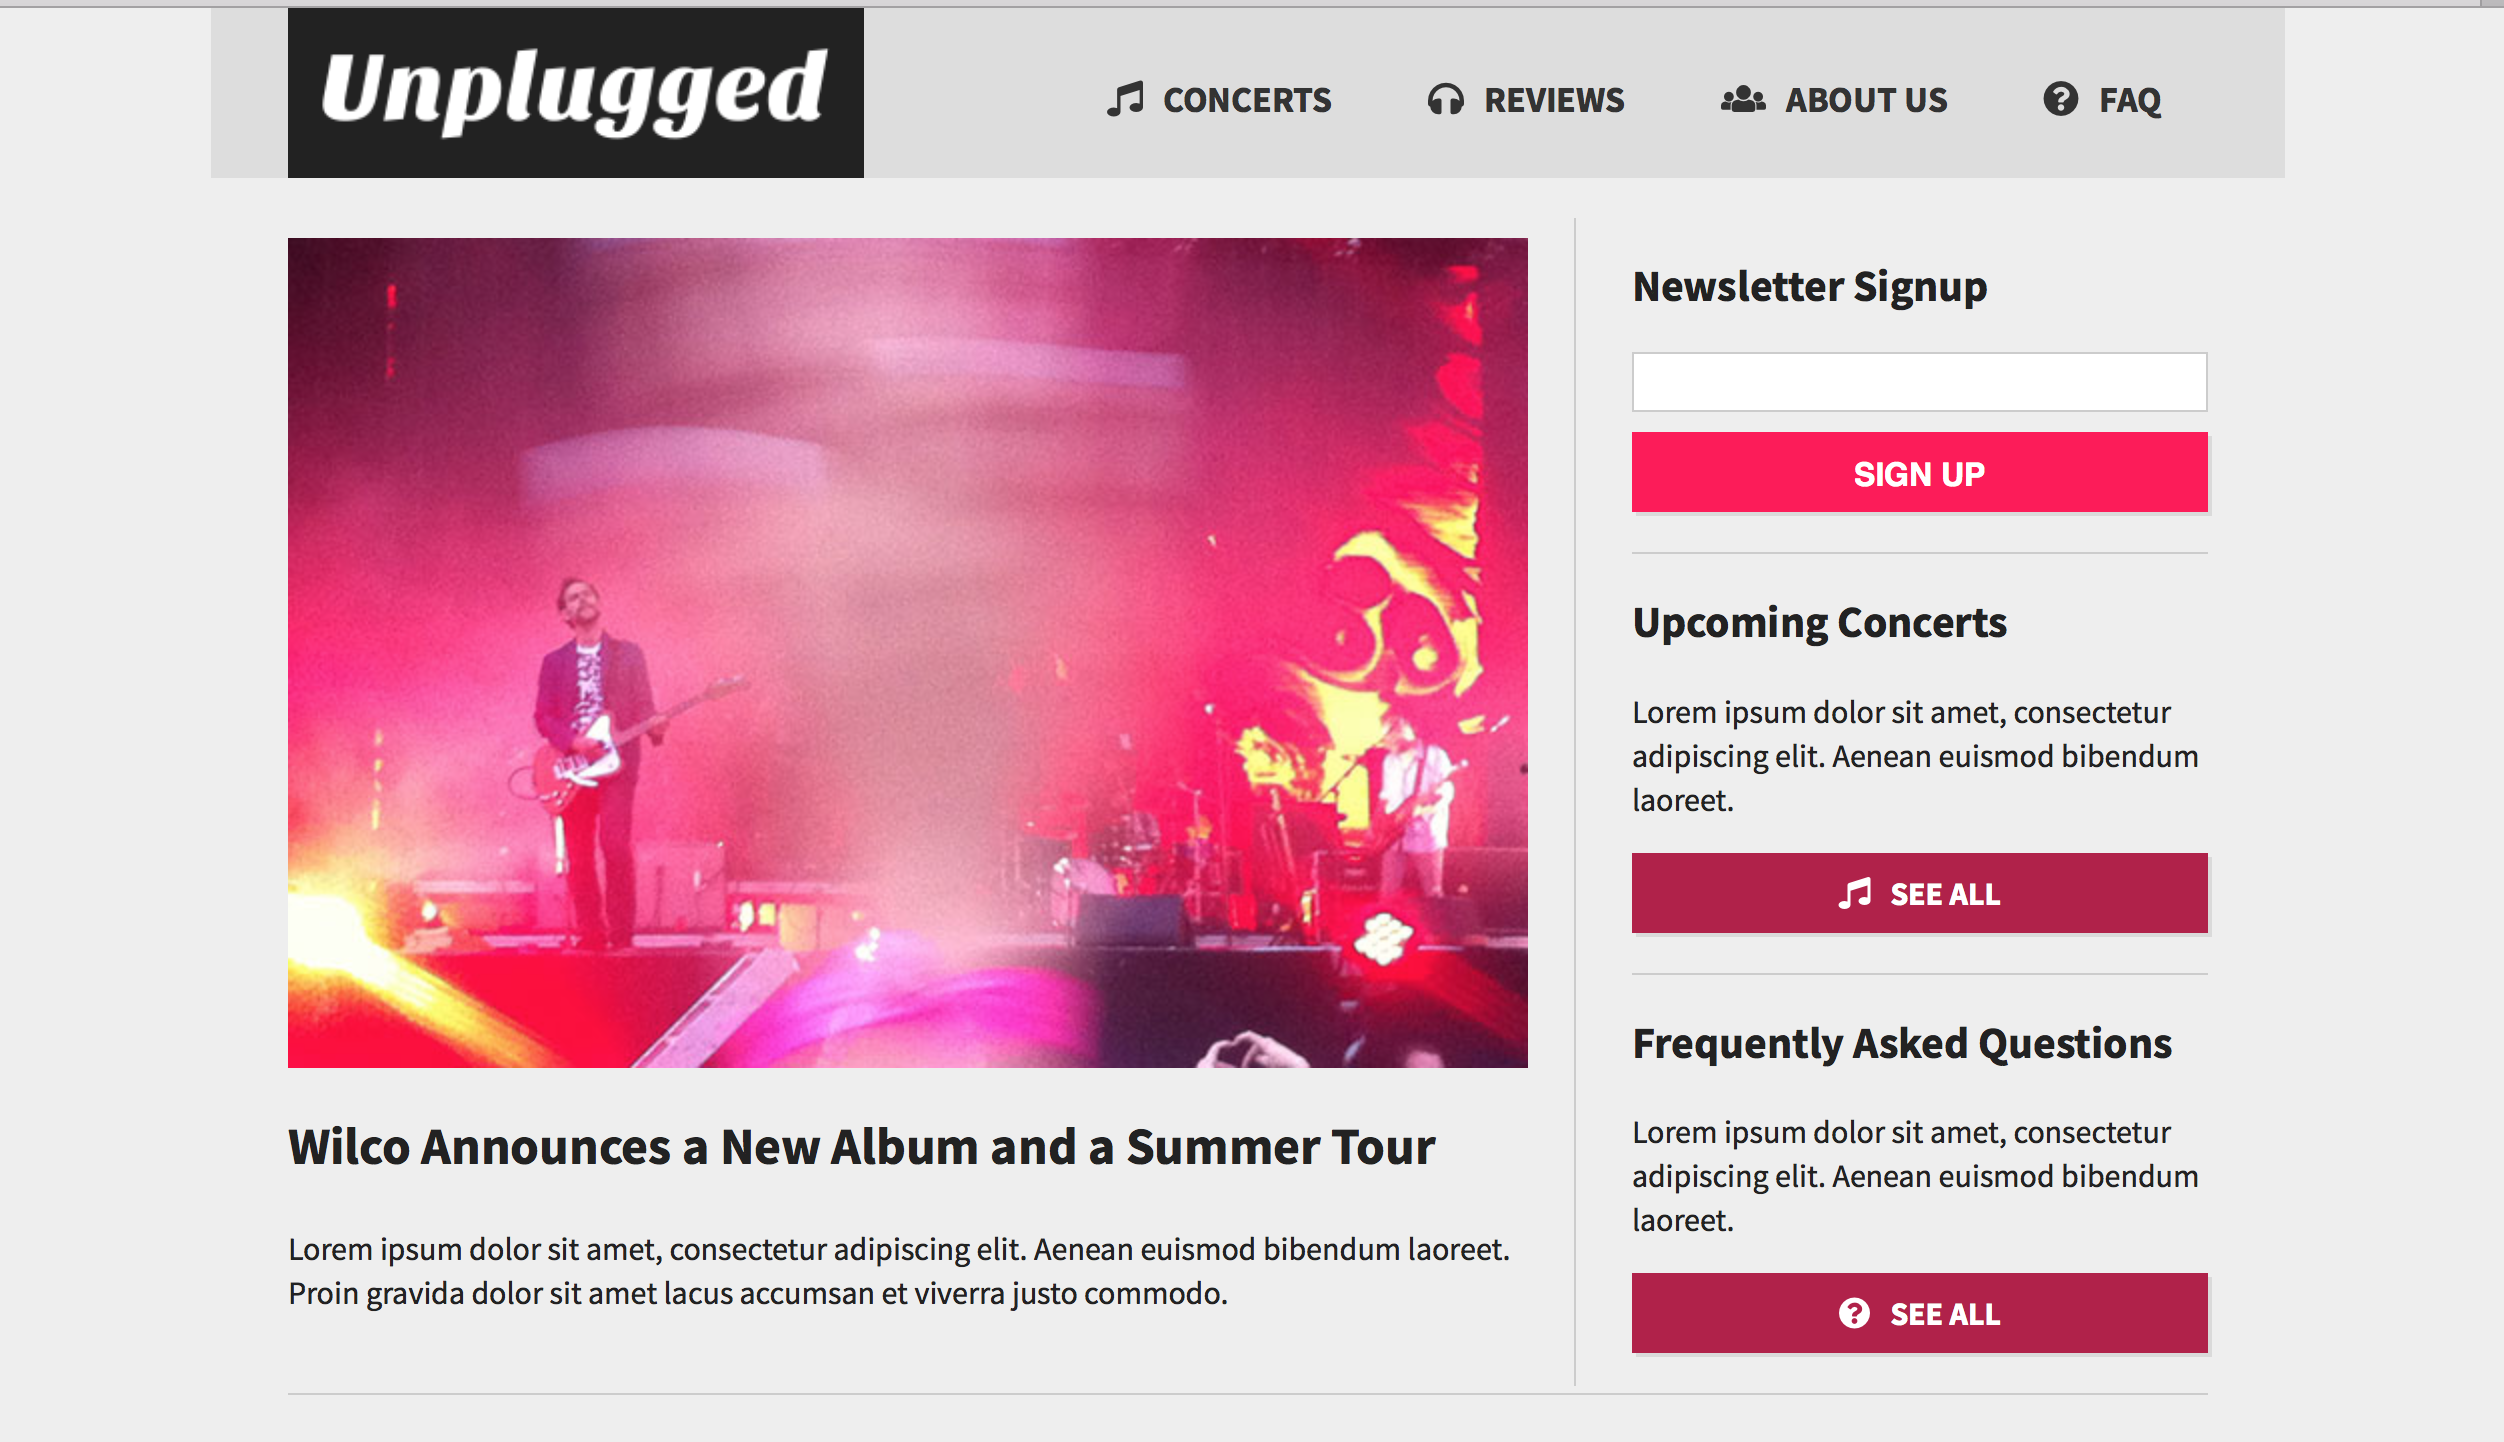 Unplugged
CONCERTS
REVIEWS
ABOUT US
FAQ
Wilco Announces a New Album and a Summer Tour
Lorem ipsum dolor sit amet, consectetur adipiscing elit. Aenean euismod bibendum laoreet.
Proin gravida dolor sit amet lacus accumsan et viverra justo commodo.
Newsletter Signup
SIGN UP
Upcoming Concerts
Lorem ipsum dolor sit amet, consectetur
adipiscing elit. Aenean euismod bibendum
laoreet.
SEE ALL
Frequently Asked Questions
Lorem ipsum dolor sit amet, consectetur
adipiscing elit. Aenean euismod bibendum
laoreet.
SEE ALL